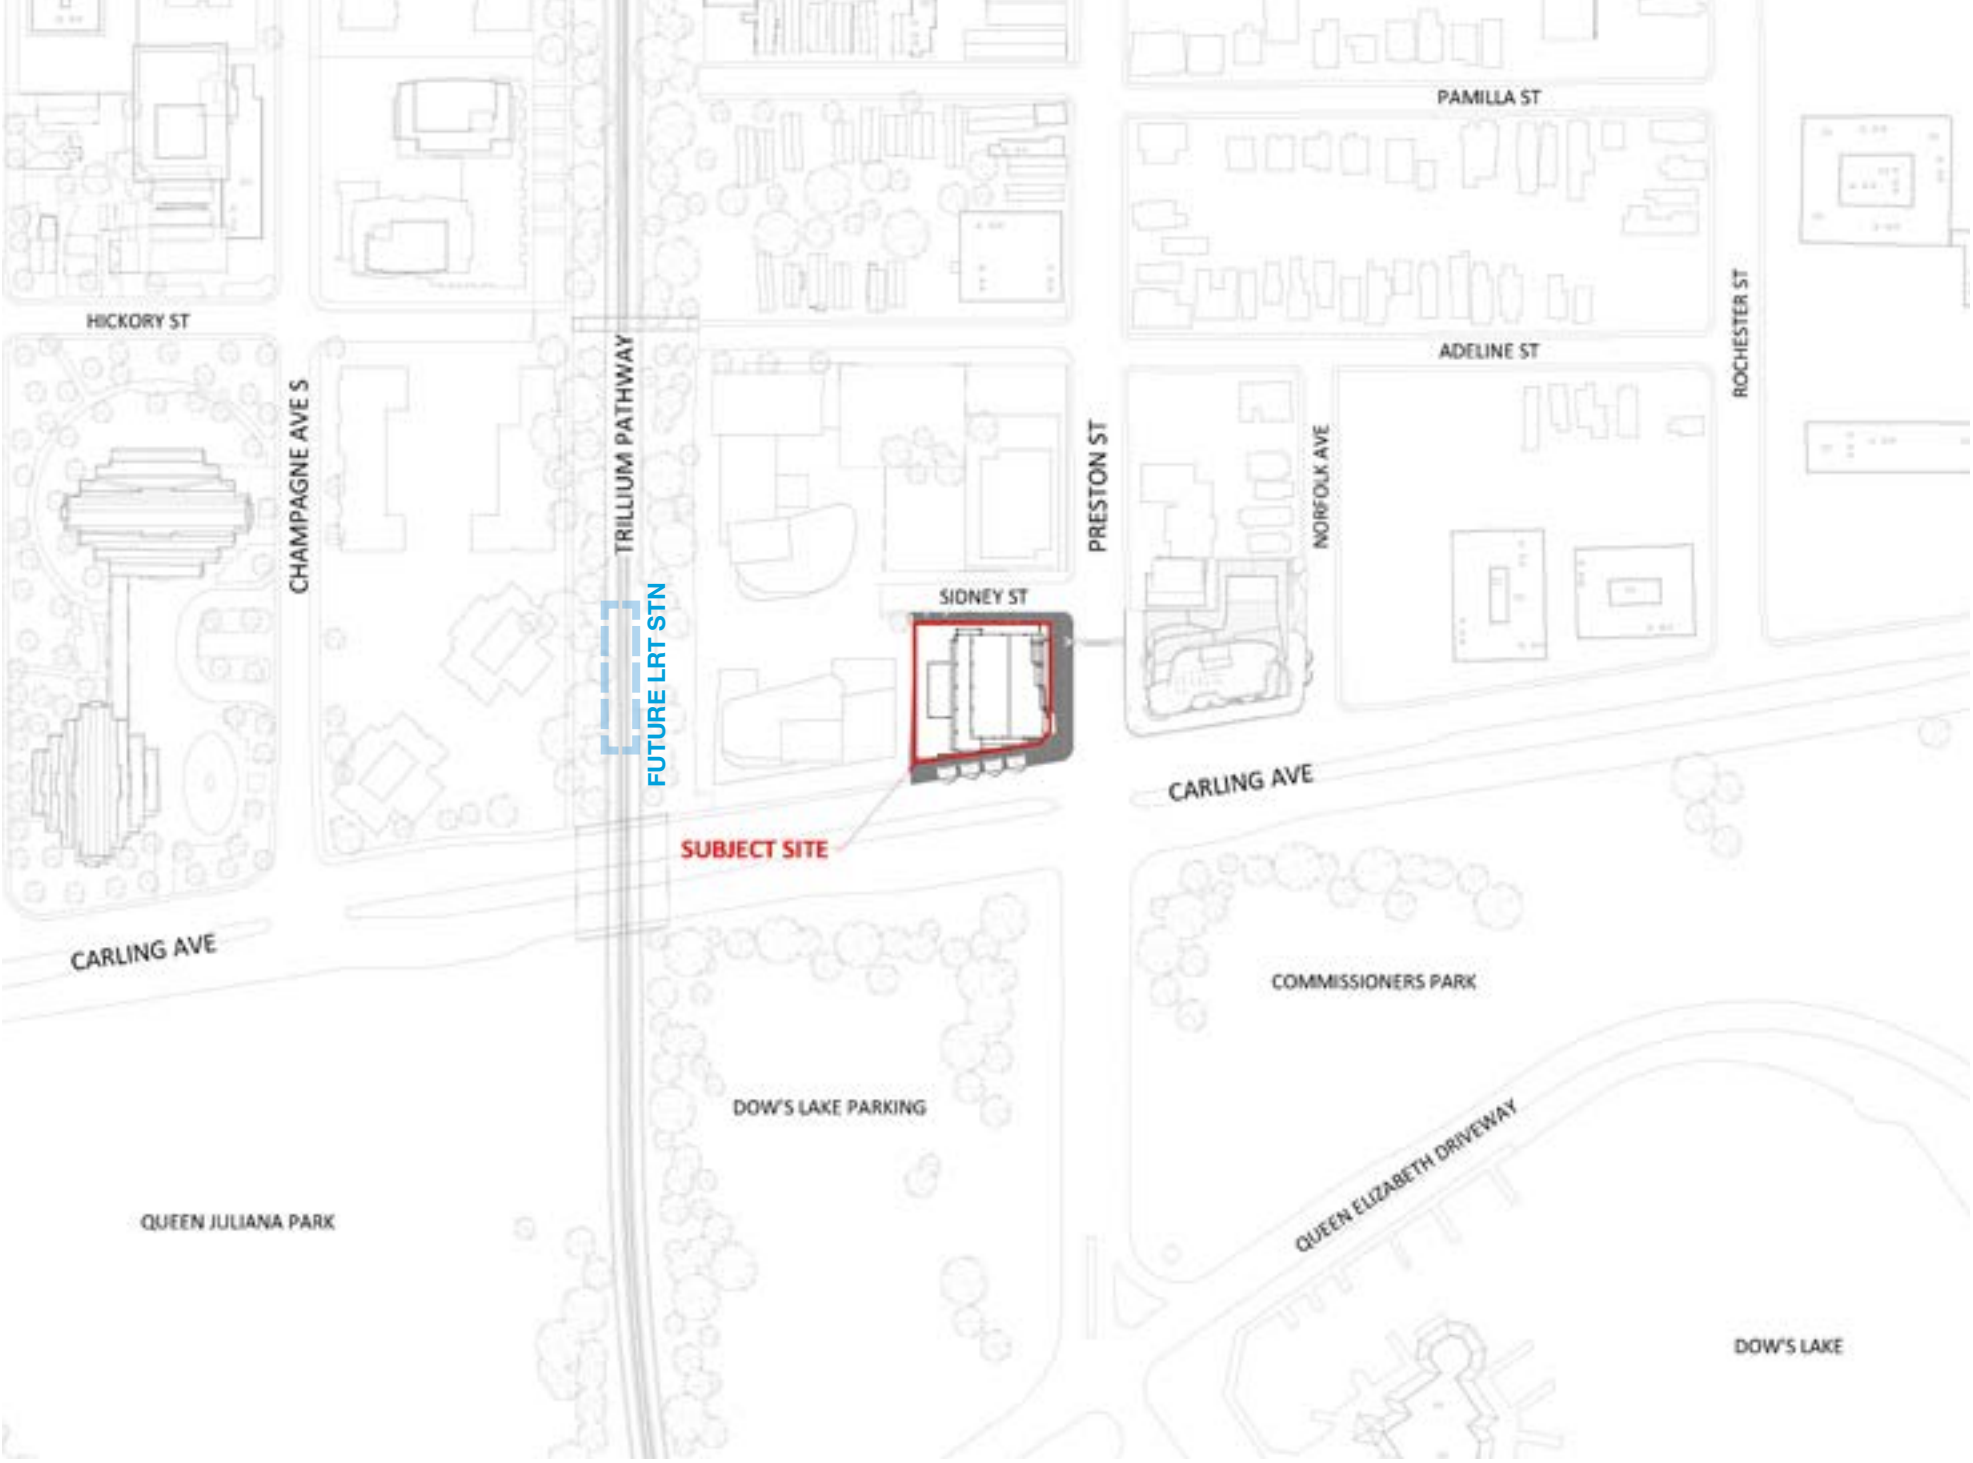 PAMILLA ST
HICKORY ST
ADELINE ST
ROCHESTER ST
CHAMPAGNE AVE S
TRILLIUM PATHWAY
PRESTON ST
NORFOLK AVE
SIDNEY ST
FUTURE LRT STN
CARLING AVE
SUBJECT SITE
CARLING AVE
COMMISSIONERS PARK
DOW'S LAKE PARKING
QUEEN ELIZABETH DRIVEWAY
QUEEN JULIANA PARK
DOW'S LAKE